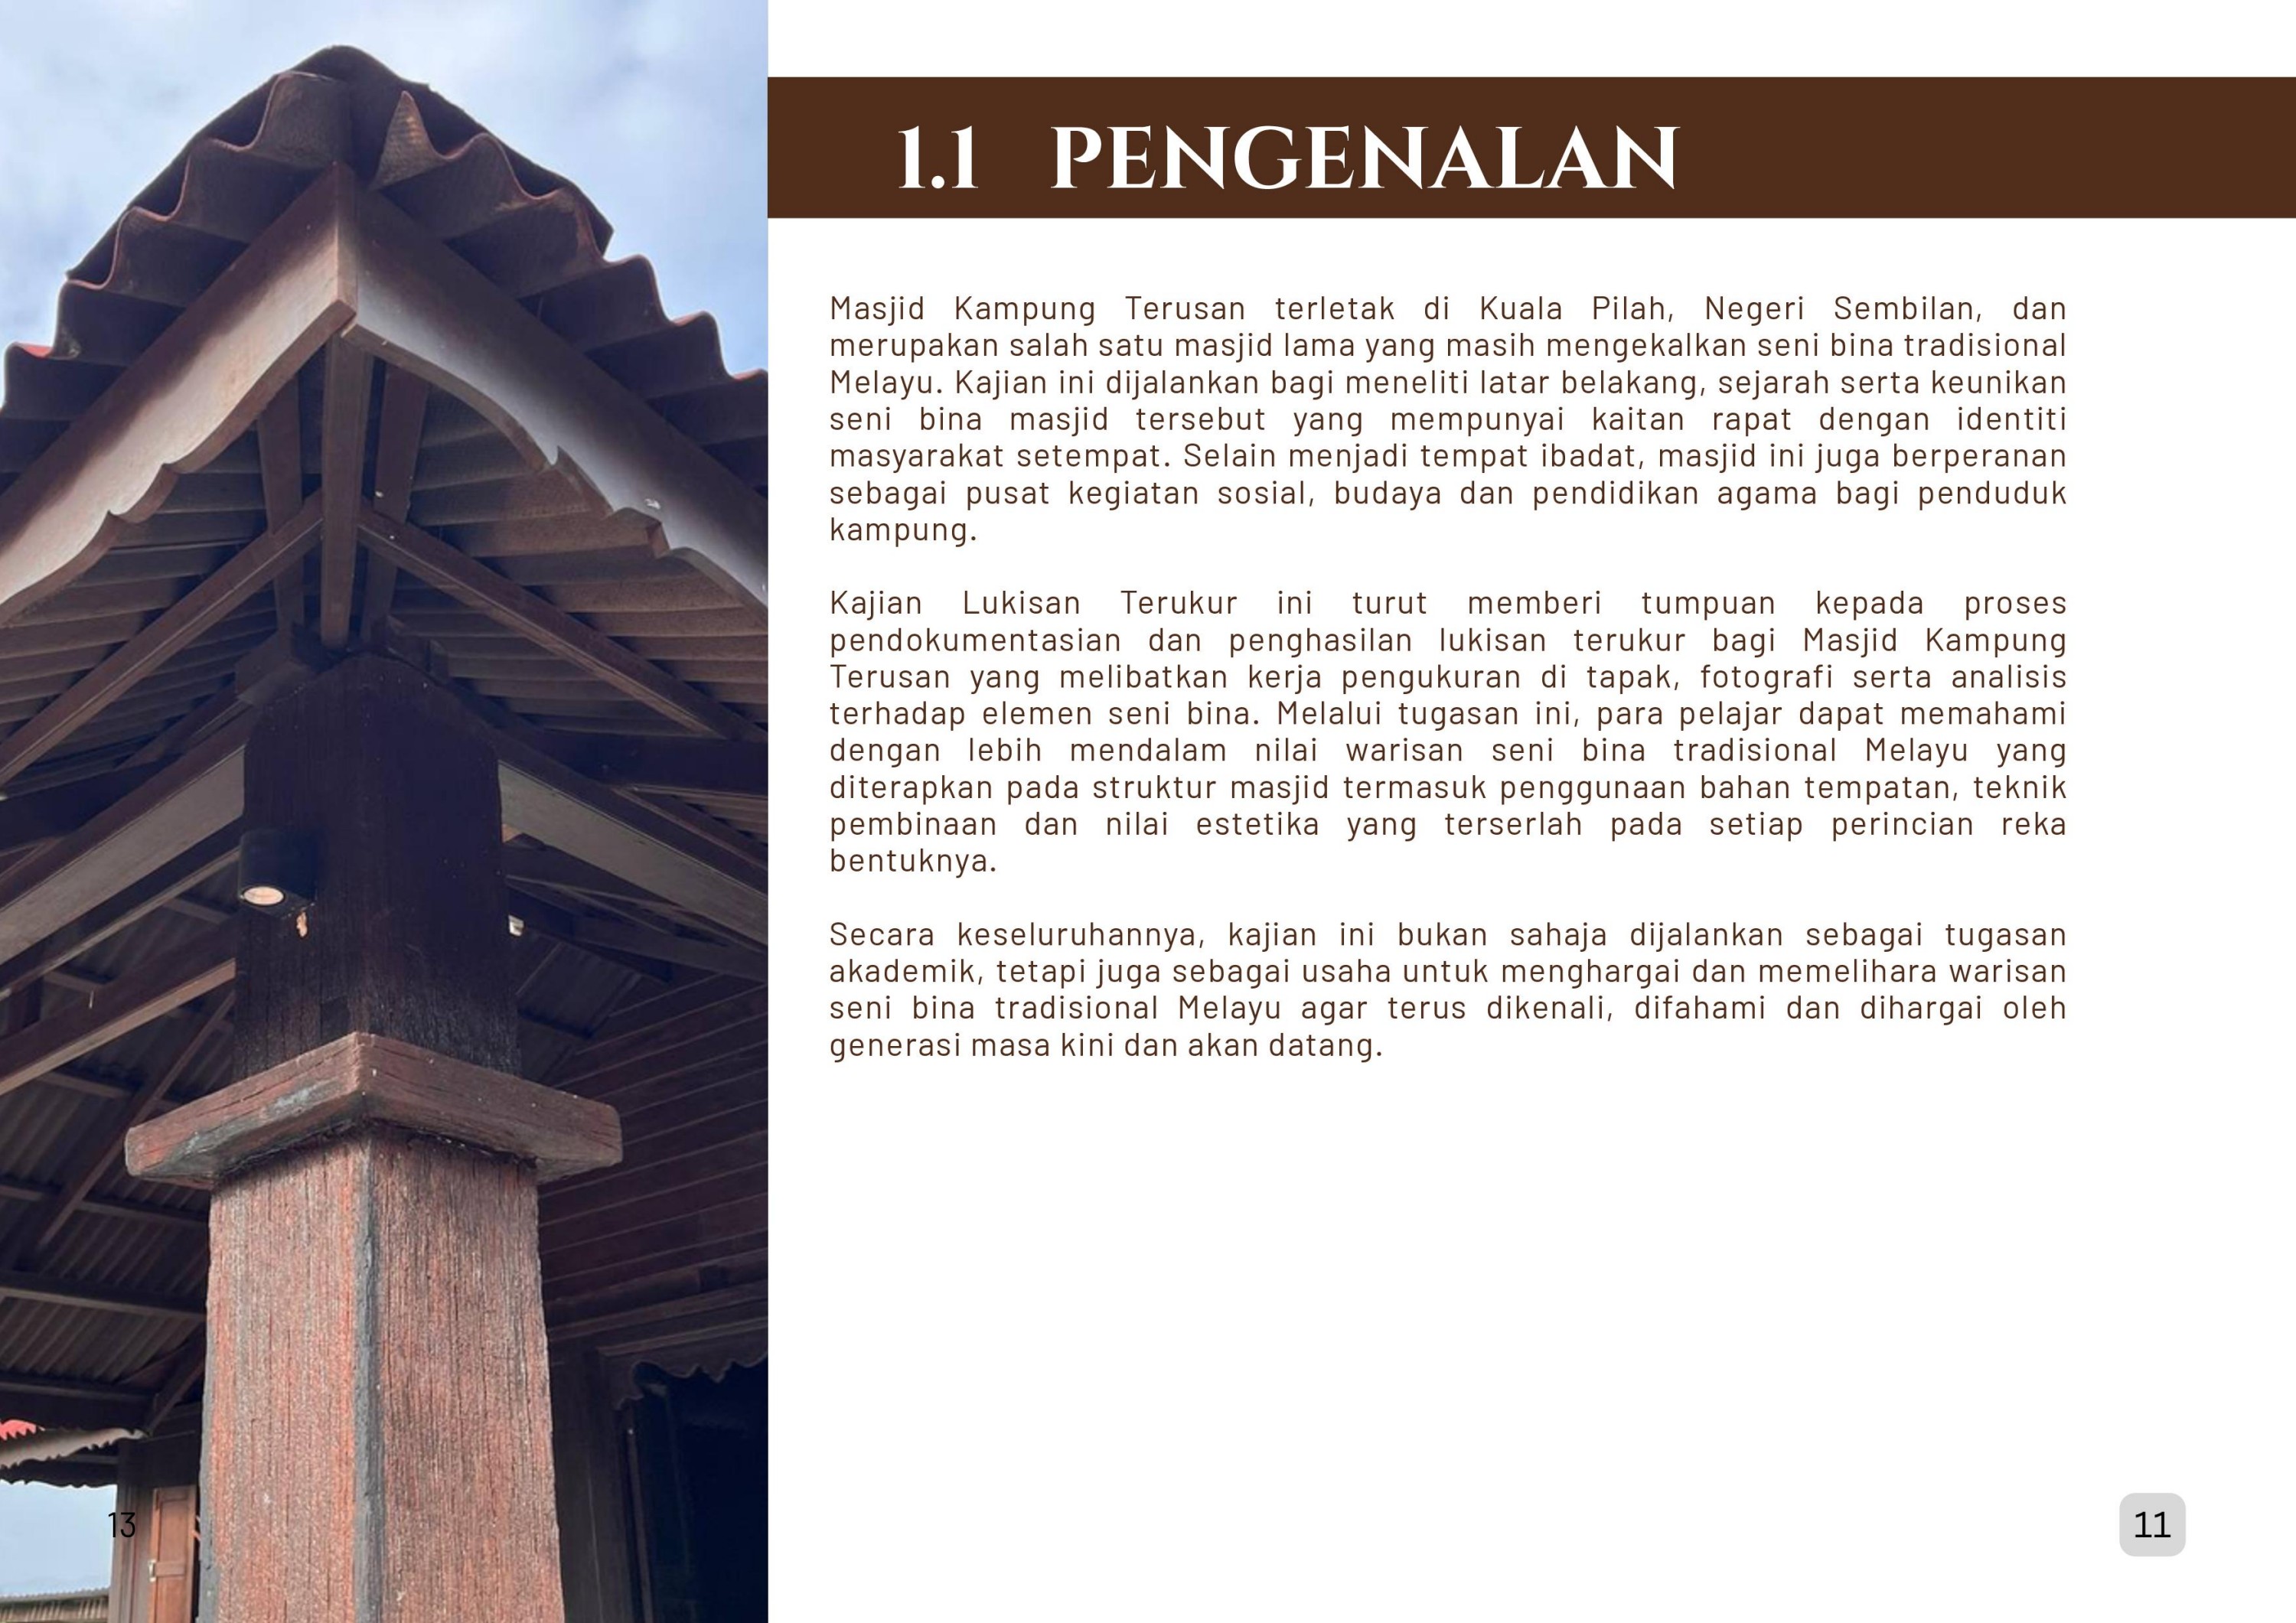 1.1 PENGENALAN
Masjid Kampung Terusan terletak di Kuala Pilah, Negeri Sembilan, dan
merupakan salah satu masjid lama yang masih mengekalkan seni bina tradisional
Melayu. Kajian ini dijalankan bagi meneliti latar belakang, sejarah serta keunikan
seni bina masjid tersebut yang mempunyai kaitan rapat dengan identiti
masyarakat setempat. Selain menjadi tempat ibadat, masjid ini juga berperanan
sebagai pusat kegiatan sosial, budaya dan pendidikan agama bagi penduduk
kampung.
Kajian Lukisan Terukur ini turut memberi tumpuan kepada proses
pendokumentasian dan penghasilan lukisan terukur bagi Masjid Kampung
Terusan yang melibatkan kerja pengukuran di tapak, fotografi serta analisis
terhadap elemen seni bina. Melalui tugasan ini, para pelajar dapat memahami
dengan lebih mendalam nilai warisan seni bina tradisional Melayu yang
diterapkan pada struktur masjid termasuk penggunaan bahan tempatan, teknik
pembinaan dan nilai estetika yang terserlah pada setiap perincian reka
bentuknya.
Secara keseluruhannya, kajian ini bukan sahaja dijalankan sebagai tugasan
akademik, tetapi juga sebagai usaha untuk menghargai dan memelihara warisan
seni bina tradisional Melayu agar terus dikenali, difahami dan dihargai oleh
generasi masa kini dan akan datang.
13
11